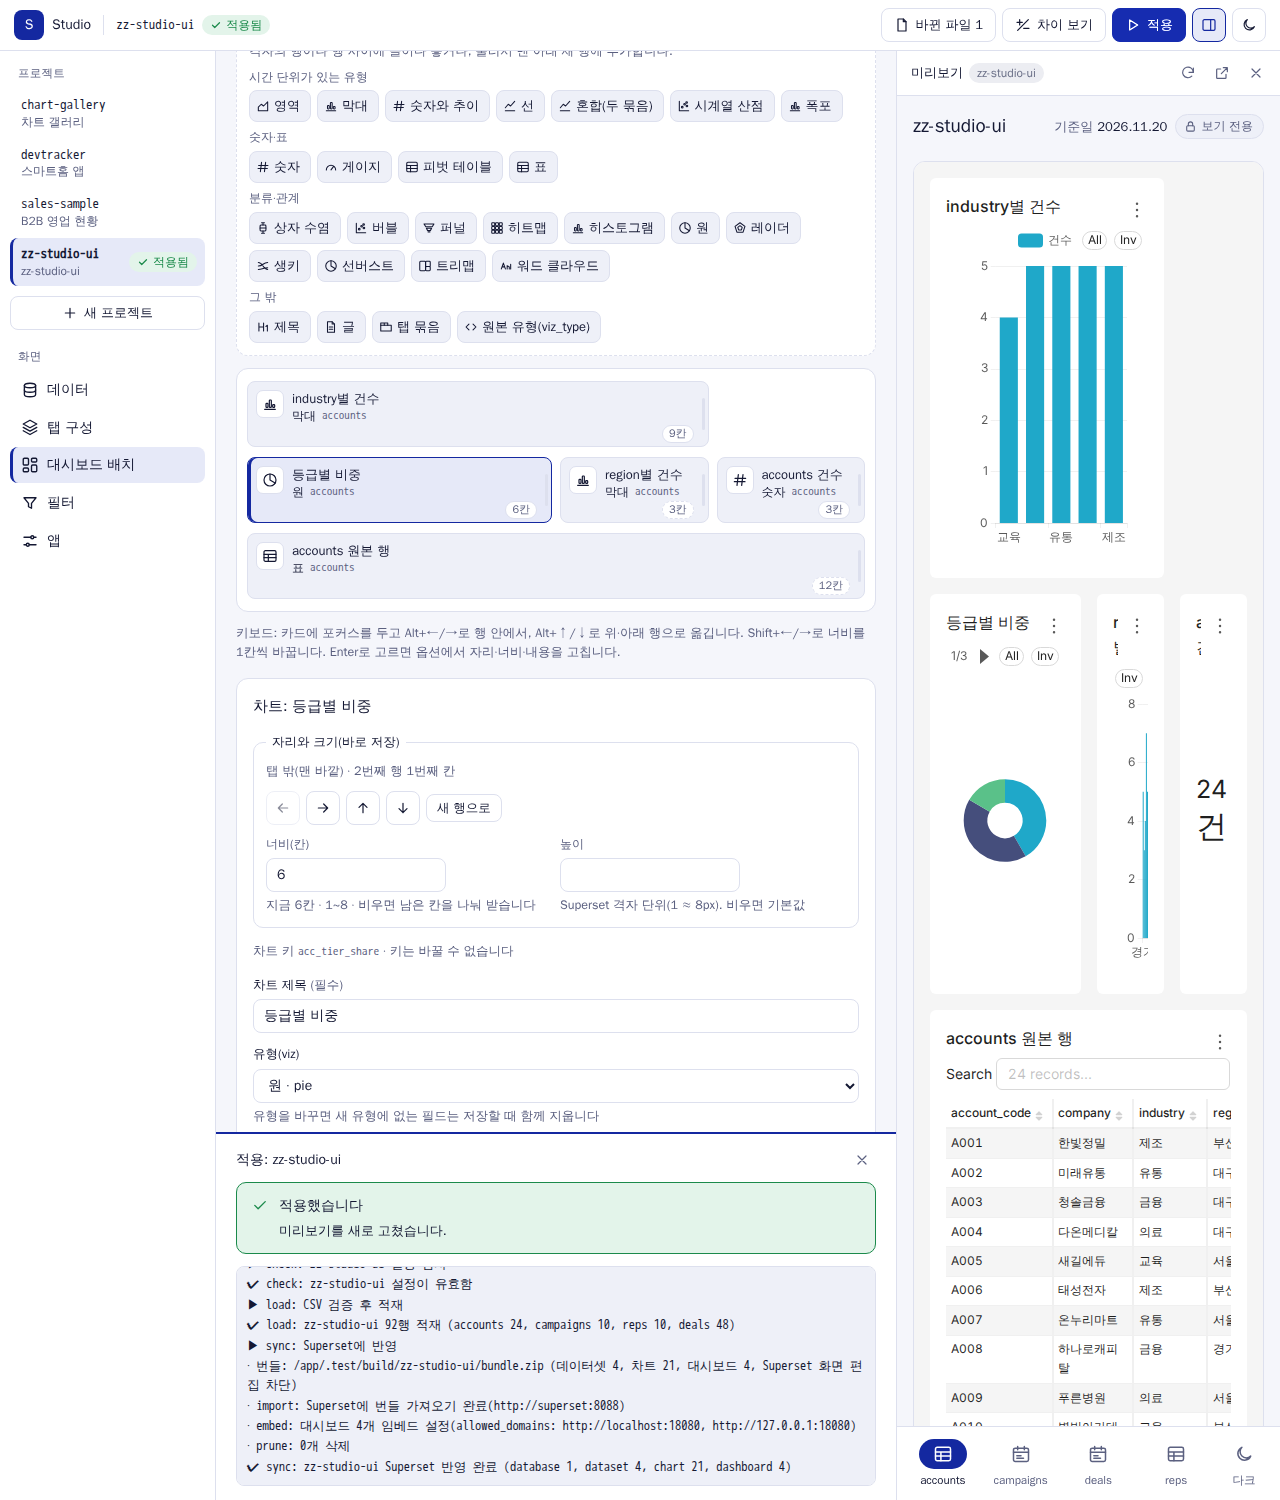 S Studio zz-studio-ui 적용됨
바뀐 파일 1 차이 보기 적용
프로젝트
chart-gallery
차트 갤러리
devtracker
스마트홈 앱
sales-sample
B2B 영업 현황
zz-studio-ui
zz-studio-ui
적용됨
새 프로젝트
화면
데이터
탭 구성
대시보드 배치
필터
앱
시간 단위가 있는 유형
영역 막대 숫자와 추이 선 혼합(두 묶음) 시계열 산점 폭포
숫자·표
숫자 게이지 피벗 테이블 표
분류·관계
상자 수염 버블 퍼널 히트맵 히스토그램 원 레이더
생키 선버스트 트리맵 워드 클라우드
그 밖
제목 글 탭 묶음 원본 유형(viz_type)
industry별 건수
막대 accounts
9칸
등급별 비중
원 accounts
6칸
region별 건수
막대 accounts
3칸
accounts 건수
숫자 accounts
3칸
accounts 원본 행
표 accounts
12칸
키보드: 카드에 포커스를 두고 Alt+←/→로 행 안에서, Alt+↑/↓로 위·아래 행으로 옮깁니다. Shift+←/→로 너비를
1칸씩 바꿉니다. Enter로 고르면 옵션에서 자리·너비·내용을 고칩니다.
차트: 등급별 비중
자리와 크기(바로 저장)
탭 밖(맨 바깥) · 2번째 행 1번째 칸
← → ↑ ↓ 새 행으로
너비(칸)
6
지금 6칸 · 1~8 · 비우면 남은 칸을 나눠 받습니다
높이
Superset 격자 단위(1 ≈ 8px). 비우면 기본값
차트 키 acc_tier_share · 키는 바꿀 수 없습니다
차트 제목 (필수)
등급별 비중
유형(viz)
원 · pie
유형을 바꾸면 새 유형에 없는 필드는 저장할 때 함께 지웁니다
적용: zz-studio-ui
적용했습니다
미리보기를 새로 고쳤습니다.
✔ check: zz-studio-ui 설정이 유효함
▶ load: CSV 검증 후 적재
✔ load: zz-studio-ui 92행 적재 (accounts 24, campaigns 10, reps 10, deals 48)
▶ sync: Superset에 반영
· 번들: /app/.test/build/zz-studio-ui/bundle.zip (데이터셋 4, 차트 21, 대시보드 4, Superset 화면 편
집 차단)
· import: Superset에 번들 가져오기 완료(http://superset:8088)
· embed: 대시보드 4개 임베드 설정(allowed_domains: http://localhost:18080, http://127.0.0.1:18080)
· prune: 0개 삭제
✔ sync: zz-studio-ui Superset 반영 완료 (database 1, dataset 4, chart 21, dashboard 4)
미리보기 zz-studio-ui
zz-studio-ui 기준일 2026.11.20 보기 전용
industry별 건수
건수 All Inv
5
4
3
2
1
0
교육 유통 제조
등급별 비중
1/3 All Inv
Inv
8
6
4
2
0
24
건
accounts 원본 행
Search 24 records...
account_code company industry reg
A001 한빛정밀 제조 부산
A002 미래유통 유통 대구
A003 청솔금융 금융 대구
A004 다온메디칼 의료 대구
A005 새길에듀 교육 서울
A006 태성전자 제조 부산
A007 온누리마트 유통 서울
A008 하나로캐피탈 금융 경기
A009 푸른병원 의료 서울
accounts campaigns deals reps 다크